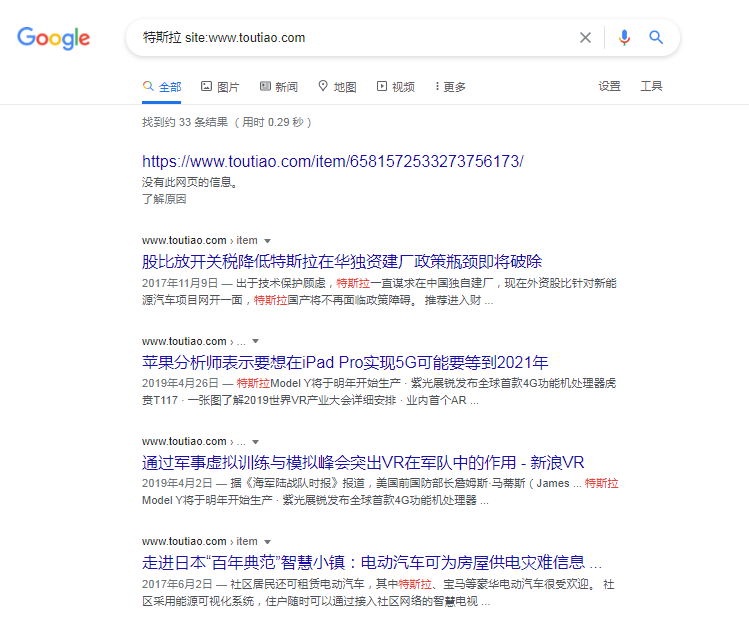 Google
特斯拉 site:www.toutiao.com
全部 图片 新闻 地图 视频 更多 设置 工具
找到约 33 条结果 （用时 0.29 秒）
https://www.toutiao.com/item/6581572533273756173/
没有此网页的信息。
了解原因
www.toutiao.com › item
股比放开关税降低特斯拉在华独资建厂政策瓶颈即将破除
2017年11月9日 — 出于技术保护顾虑，特斯拉一直谋求在中国独自建厂，现在外资股比针对新能
源汽车项目网开一面，特斯拉国产将不再面临政策障碍。 推荐进入财 ...
www.toutiao.com › ...
苹果分析师表示要想在iPad Pro实现5G可能要等到2021年
2019年4月26日 — 特斯拉Model Y将于明年开始生产 · 紫光展锐发布全球首款4G功能机处理器虎
贲T117 · 一张图了解2019世界VR产业大会详细安排 · 业内首个AR ...
www.toutiao.com › ...
通过军事虚拟训练与模拟峰会突出VR在军队中的作用 - 新浪VR
2019年4月2日 — 据《海军陆战队时报》报道，美国前国防部长詹姆斯·马蒂斯（James ... 特斯拉
Model Y将于明年开始生产 · 紫光展锐发布全球首款4G功能机处理器 ...
www.toutiao.com › item
走进日本“百年典范”智慧小镇：电动汽车可为房屋供电灾难信息 ...
2017年6月2日 — 社区居民还可租赁电动汽车，其中特斯拉、宝马等豪华电动汽车很受欢迎。 社
区采用能源可视化系统，住户随时可以通过接入社区网络的智慧电视 ...